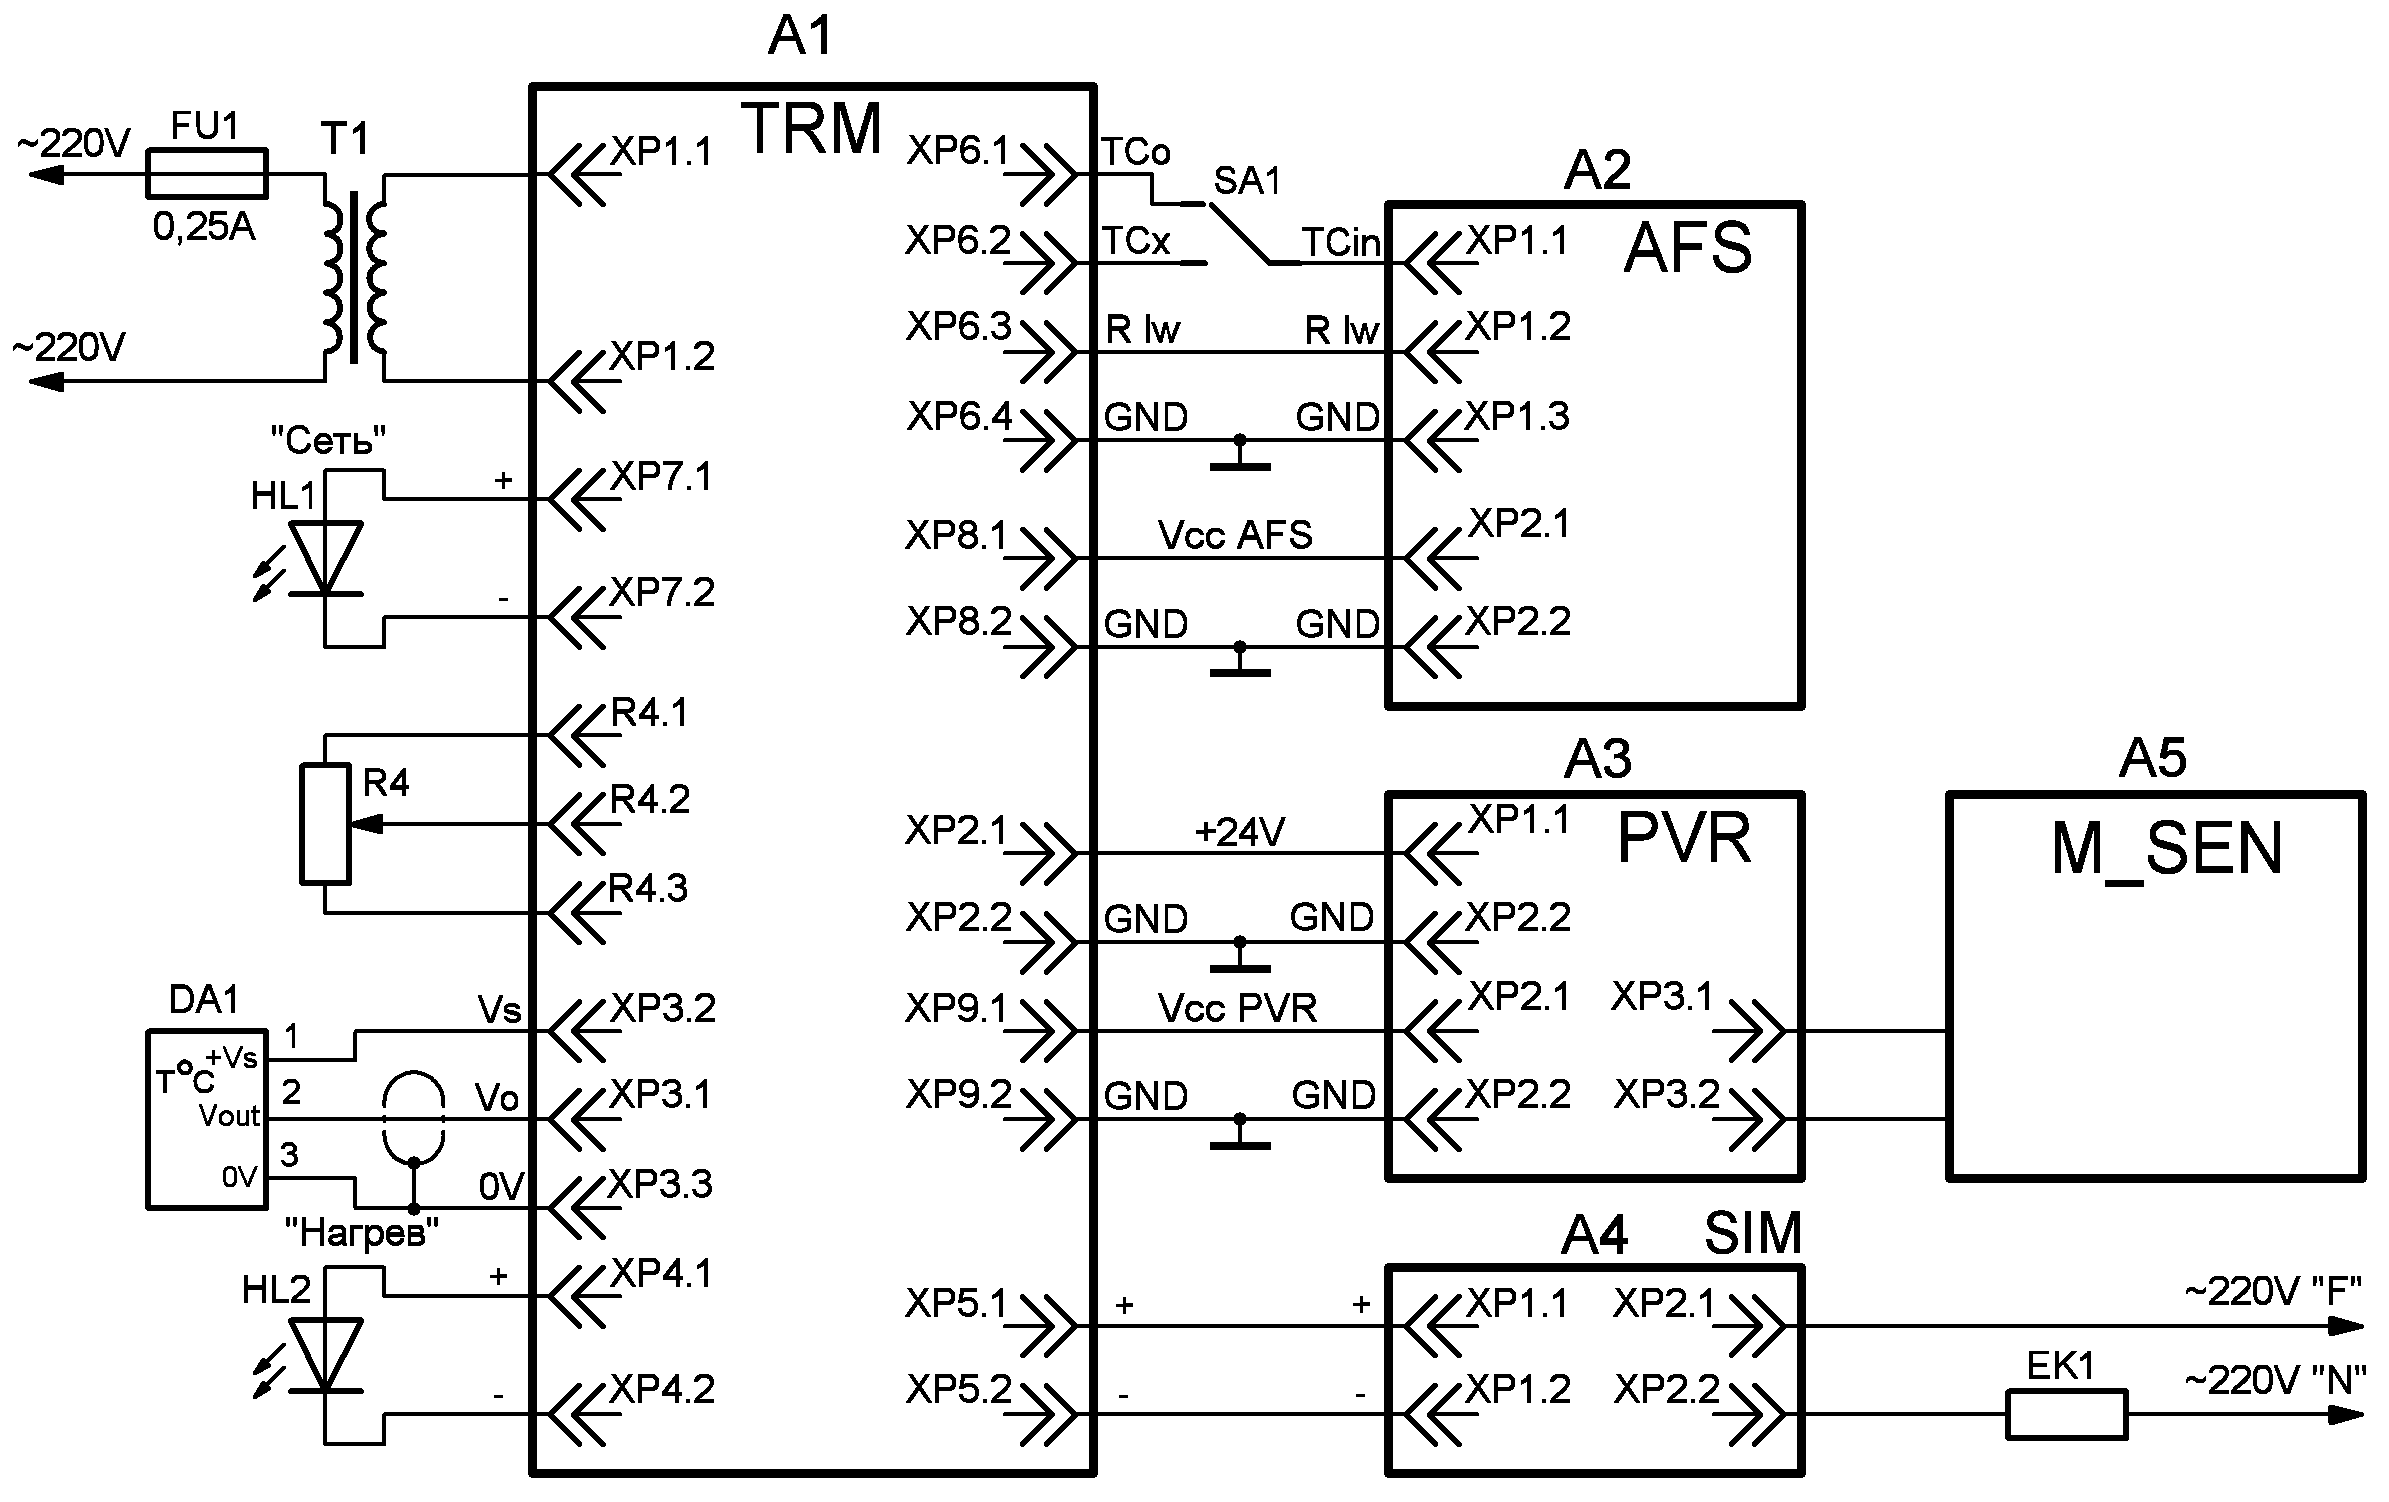 A1
TRM
~220V
FU1
0,25A
T1
~220V
XP1.1
XP1.2
"Сеть"
HL1
+
XP7.1
-
XP7.2
R4.1
R4
R4.2
R4.3
DA1
T°C
+Vs
1
Vs
XP3.2
Vout
2
Vo
XP3.1
0V
3
0V
XP3.3
"Нагрев"
HL2
+
XP4.1
-
XP4.2
XP6.1
TCo
SA1
XP6.2
TCx
TCin
XP6.3
R Iw
R Iw
XP6.4
GND
GND
XP8.1
Vcc AFS
XP8.2
GND
GND
A2
AFS
XP1.1
XP1.2
XP1.3
XP2.1
XP2.2
XP2.1
+24V
XP2.2
GND
GND
XP9.1
Vcc PVR
XP9.2
GND
GND
A3
PVR
XP1.1
XP2.2
XP2.1
XP3.1
XP2.2
XP3.2
A5
M_SEN
XP5.1
+
+
XP5.2
-
-
A4
SIM
XP1.1
XP2.1
~220V "F"
XP1.2
XP2.2
EK1
~220V "N"